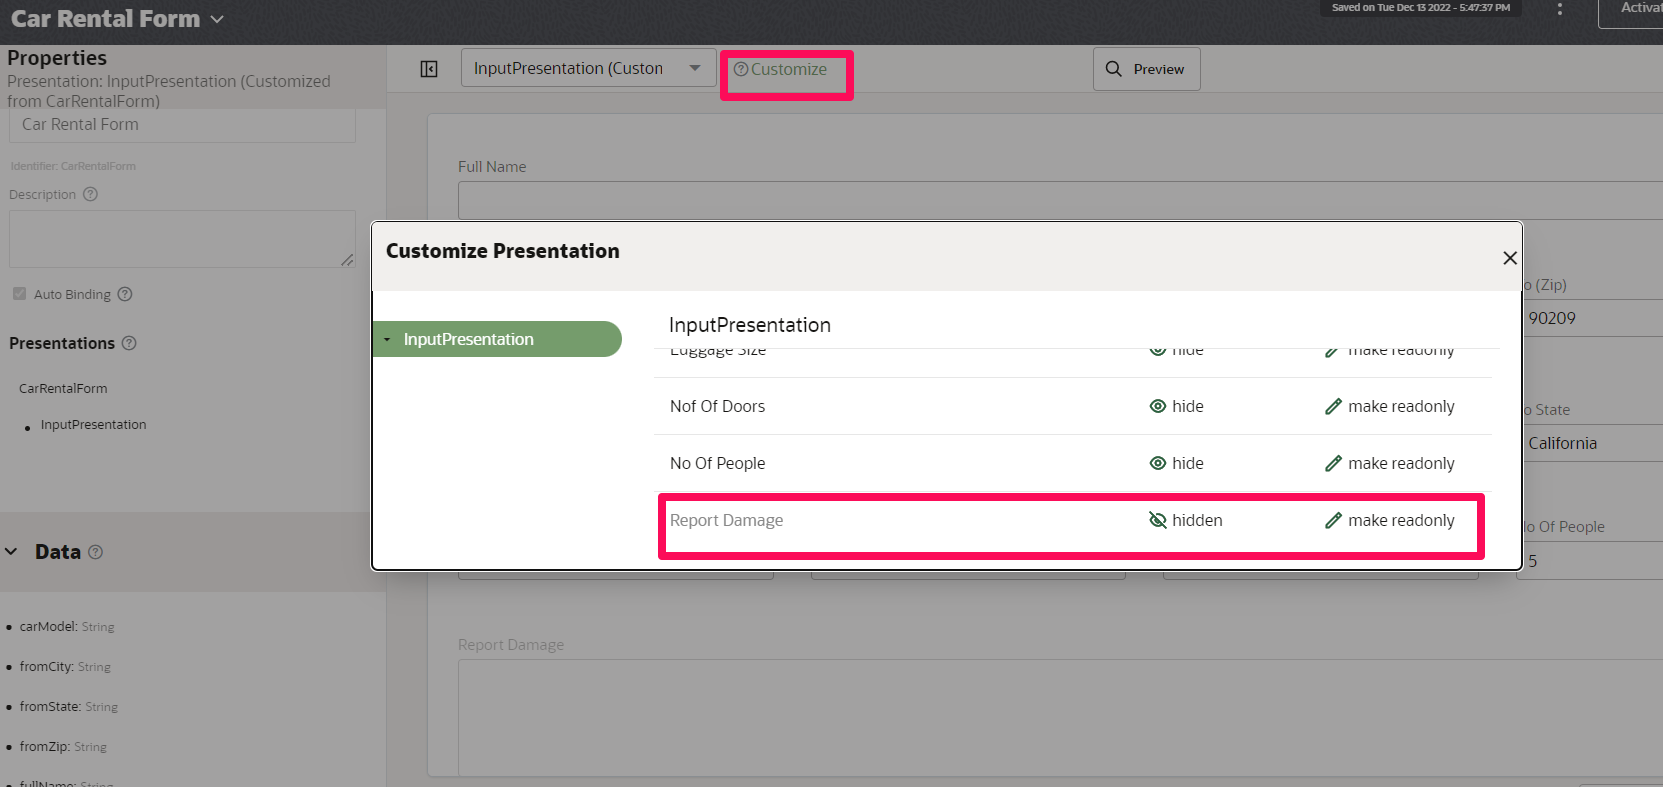 Car Rental Form
Saved on Tue Dec 13 2022 - 5:47:37 PM
Properties
Presentation: InputPresentation (Customized
from CarRentalForm)
InputPresentation (Custon
Customize
Preview
Car Rental Form
Identifier: CarRentalForm
Description
Auto Binding
Presentations
CarRentalForm
InputPresentation
Data
carModel: String
fromCity: String
fromState: String
fromZip: String
fullName: String
Full Name
Customize Presentation
InputPresentation
InputPresentation
Luggage Size hide make readonly
Nof Of Doors hide make readonly
No Of People hide make readonly
Report Damage hidden make readonly
o (Zip)
90209
o State
California
No Of People
5
Report Damage